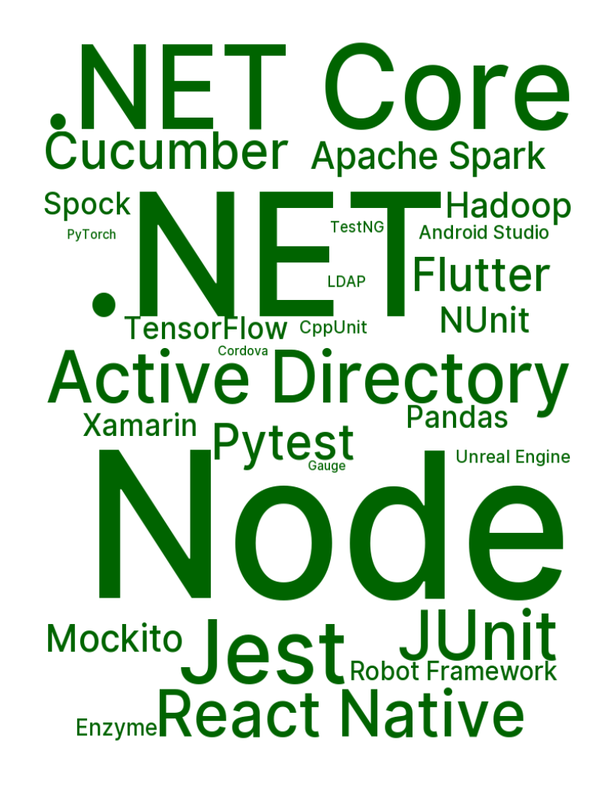 .NET Core
Cucumber
Apache Spark
Spock
.NET
Hadoop
TestNG
PyTorch
Android Studio
LDAP
Flutter
NUnit
TensorFlow
CppUnit
Cordova
Active Directory
Xamarin
Pandas
Pytest
Gauge
Unreal Engine
Node
Mockito
Jest
JUnit
Robot Framework
React Native
Enzyme